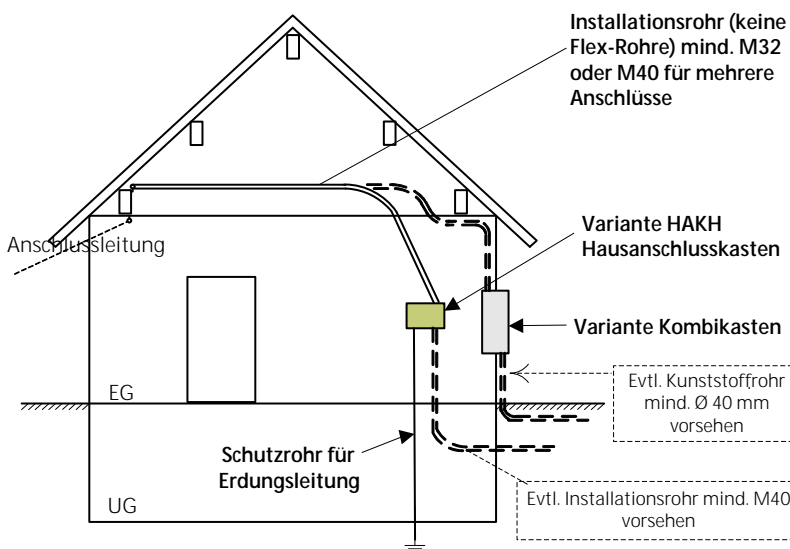 Installationsrohr (keine
Flex-Rohre) mind. M32
oder M40 für mehrere
Anschlüsse
Anschlussleitung
Variante HAKH
Hausanschlusskasten
Variante Kombikasten
EG
Evtl. Kunststoffrohr
mind. Ø 40 mm
vorsehen
Schutzrohr für
Erdungsleitung
Evtl. Installationsrohr mind. M40
vorsehen
UG